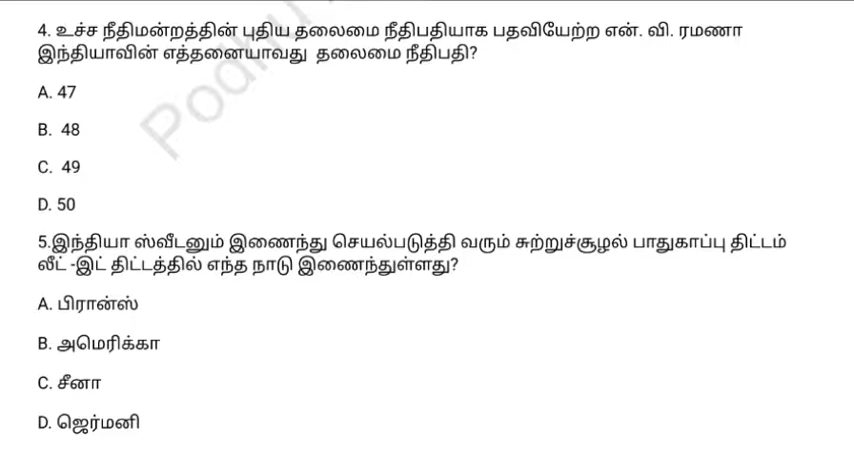 4. உச்ச நீதிமன்றத்தின் புதிய தலைமை நீதிபதியாக பதவியேற்ற என். வி. ரமணா
இந்தியாவின் எத்தனையாவது தலைமை நீதிபதி?
A. 47
B. 48
C. 49
D. 50
5.இந்தியா ஸ்வீடனும் இணைந்து செயல்படுத்தி வரும் சுற்றுச்சூழல் பாதுகாப்பு திட்டம்
லீட் -இட் திட்டத்தில் எந்த நாடு இணைந்துள்ளது?
A. பிரான்ஸ்
B. அமெரிக்கா
C. சீனா
D. ஜெர்மனி